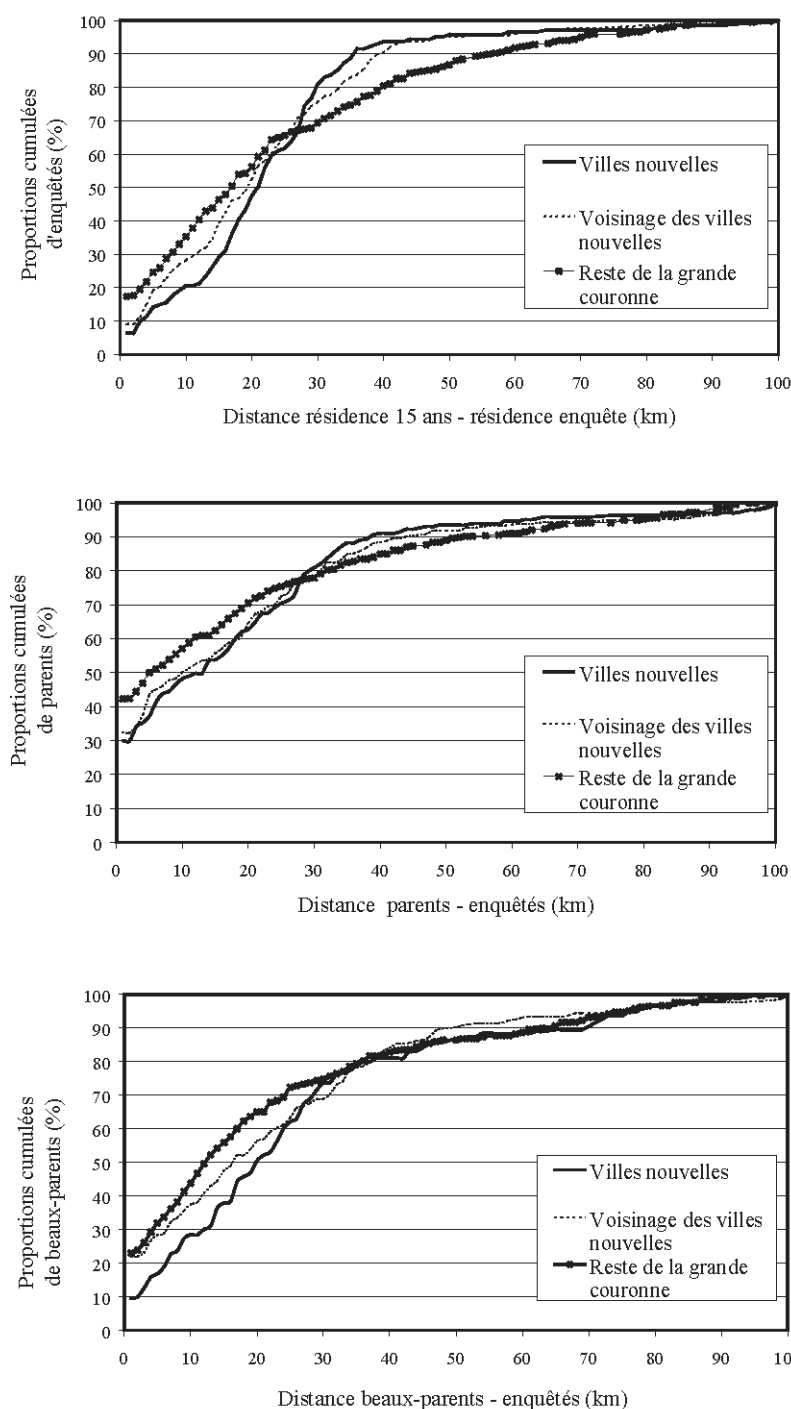 Proportions cumulées
d'enquêtés (%)
100
90
80
70
60
50
40
30
20
10
0
Villes nouvelles
Voisinage des villes
nouvelles
Reste de la grande
couronne
0 10 20 30 40 50 60 70 80 90 100
Distance résidence 15 ans - résidence enquête (km)
Proportions cumulées
de parents (%)
100
90
80
70
60
50
40
30
20
10
0
Villes nouvelles
Voisinage des villes
nouvelles
Reste de la grande
couronne
0 10 20 30 40 50 60 70 80 90 100
Distance parents - enquêtés (km)
Proportions cumulées
de beaux-parents (%)
100
90
80
70
60
50
40
30
20
10
0
Villes nouvelles
Voisinage des villes
nouvelles
Reste de la grande
couronne
0 10 20 30 40 50 60 70 80 90 10
Distance beaux-parents - enquêtés (km)